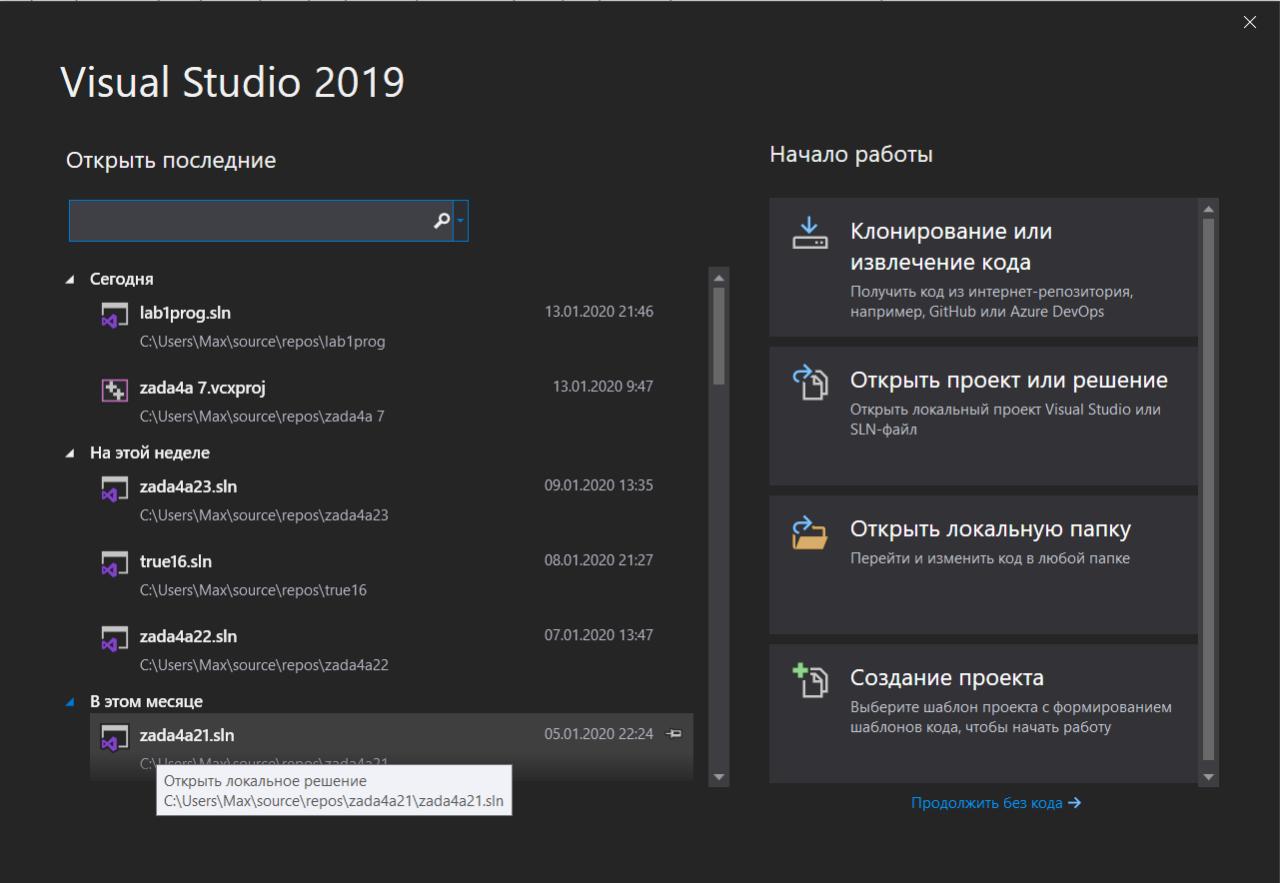 Visual Studio 2019
Открыть последние
Сегодня
lab1prog.sln 13.01.2020 21:46
C:\Users\Max\source\repos\lab1prog
zada4a 7.vcxproj 13.01.2020 9:47
C:\Users\Max\source\repos\zada4a 7
На этой неделе
zada4a23.sln 09.01.2020 13:35
C:\Users\Max\source\repos\zada4a23
true16.sln 08.01.2020 21:27
C:\Users\Max\source\repos\true16
zada4a22.sln 07.01.2020 13:47
C:\Users\Max\source\repos\zada4a22
В этом месяце
zada4a21.sln 05.01.2020 22:24
C:\Users\Max\source\repos\zada4a21
Открыть локальное решение
C:\Users\Max\source\repos\zada4a21\zada4a21.sln
Начало работы
Клонирование или
извлечение кода
Получить код из интернет-репозитория,
например, GitHub или Azure DevOps
Открыть проект или решение
Открыть локальный проект Visual Studio или
SLN-файл
Открыть локальную папку
Перейти и изменить код в любой папке
Создание проекта
Выберите шаблон проекта с формированием
шаблонов кода, чтобы начать работу
Продолжить без кода